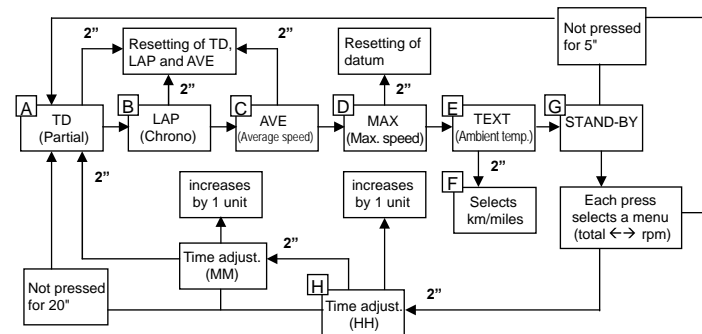 Not pressed
for 5"
2"
Resetting of TD,
LAP and AVE
2"
Resetting of
datum
2"
2"
A
TD
(Partial)
B
LAP
(Chrono)
C
AVE
(Average speed)
D
MAX
(Max. speed)
E
TEXT
(Ambient temp.)
G
STAND-BY
2"
2"
increases
by 1 unit
increases
by 1 unit
F
Selects
km/miles
Each press
selects a menu
(total ←→ rpm)
Time adjust.
(MM)
2"
Not pressed
for 20"
H
Time adjust.
(HH)
2"